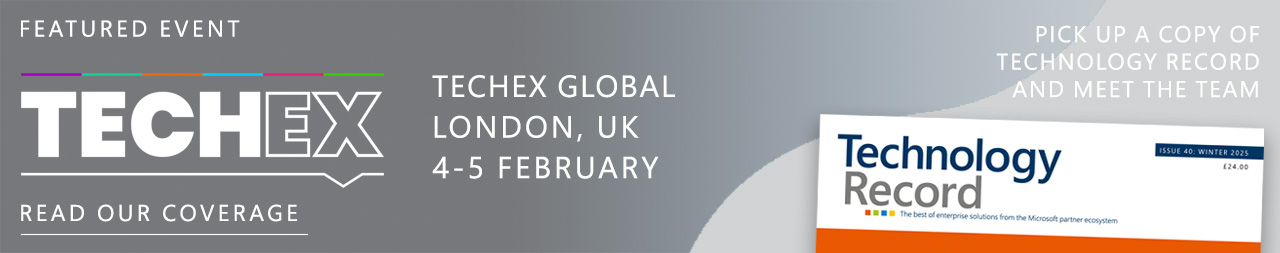 FEATURED EVENT
TECHEX
READ OUR COVERAGE
TECHEX GLOBAL
LONDON, UK
4-5 FEBRUARY
PICK UP A COPY OF
TECHNOLOGY RECORD
AND MEET THE TEAM
Technology
Record
The best of enterprise solutions from the Microsoft partner ecosystem
ISSUE 40: WINTER 2025
£24.00